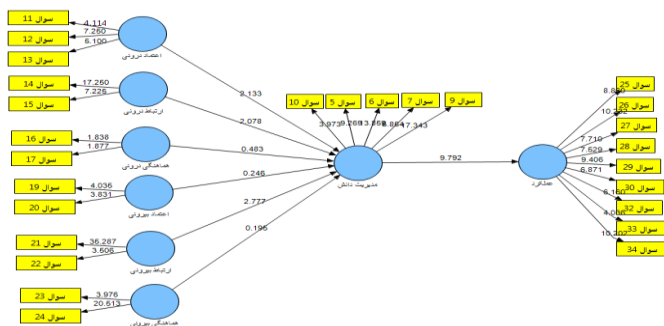 سوال 11
4.114
سوال 12
7.260
سوال 13
6.100
اعتماد درونی
سوال 14
17.260
سوال 15
7.226
ارتباط درونی
سوال 16
1.838
سوال 17
1.877
هماهنگی درونی
سوال 19
4.036
سوال 20
3.831
اعتماد بیرونی
سوال 21
36.287
سوال 22
3.606
ارتباط بیرونی
سوال 23
3.976
سوال 24
20.513
هماهنگی بیرونی
2.133
2.078
0.483
0.246
2.777
0.195
سوال 10
سوال 5
سوال 6
سوال 7
سوال 9
3.973
9.269
17.343
مدیریت دانش
9.792
عملکرد
سوال 25
سوال 26
سوال 27
7.710
سوال 28
7.629
سوال 29
9.406
سوال 30
6.871
سوال 32
8.160
سوال 33
سوال 34
10.202